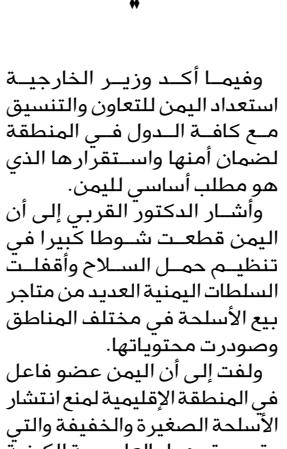 وفيما أكد وزير الخارجية
استعداد اليمن للتعاون والتنسيق
مع كافة الدول في المنطقة
لضمان أمنها واستقرارها الذي
هو مطلب أساسي لليمن.
وأشار الدكتور القربي إلى أن
اليمن قطعت شوطا كبيرا في
تنظيم حمل السلاح وأقفلت
السلطات اليمنية العديد من متاجر
بيع الأسلحة في مختلف المناطق
وصودرت محتوياتها.
ولفت إلى أن اليمن عضو فاعل
في المنطقة الإقليمية لمنع انتشار
الأسلحة الصغيرة والخفيفة والتي